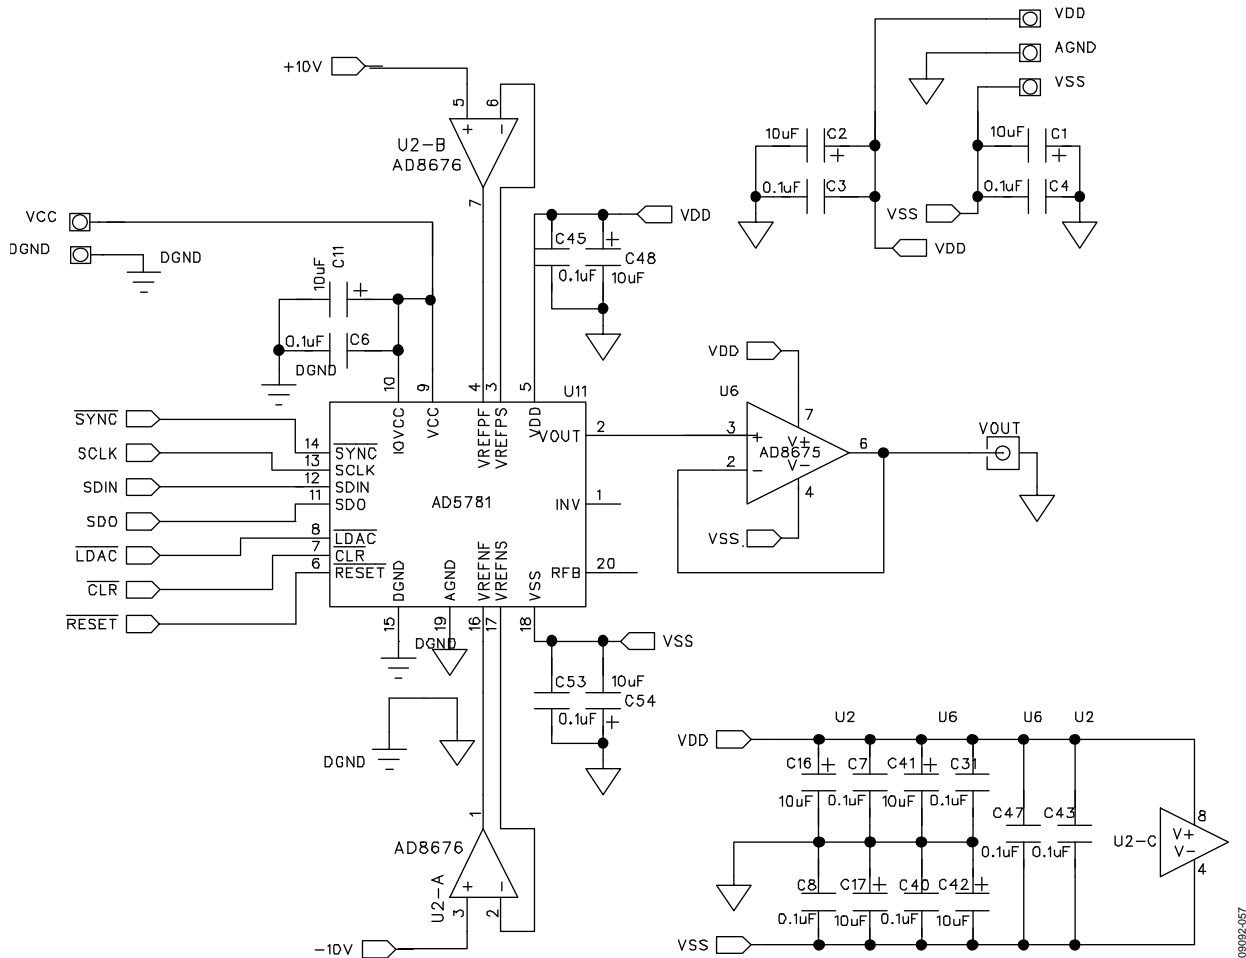 VDD
AGND
VSS
+10V
5
6
+
-
U2-B
AD8676
7
10uF
C2
+
0.1uF
C3
VDD
10uF
C1
+
0.1uF
C4
VSS
VCC
DGND
DGND
10uF
C11
+
0.1uF
C6
DGND
VDD
C45
0.1uF
+
C48
10uF
10
9
4
3
5
U11
IOVCC
VCC
VREFPF
VREFPS
VDD
SYNC
SCLK
SDIN
SDO
LDAC
CLR
RESET
14
13
12
11
8
7
6
SYNC
SCLK
SDIN
SDO
LDAC
CLR
RESET
AD5781
VOUT
2
INV
1
RFB
20
DGND
AGND
VREFNF
VREFNS
VSS
15
19
16
17
18
DGND
VDD
U6
7
3
+
V+
AD8675
V-
2
-
6
4
VSS
VOUT
VSS
C53
0.1uF
10uF
C54
+
DGND
1
AD8676
U2-A
+
-
3
2
-10V
U2
U6
U6
U2
VDD
C16
+
C7
C41
+
C31
10uF
0.1uF
10uF
0.1uF
C47
0.1uF
C43
0.1uF
U2-C
8
V+
V-
4
C8
C17
+
C40
C42
+
0.1uF
10uF
0.1uF
10uF
VSS
09092-057